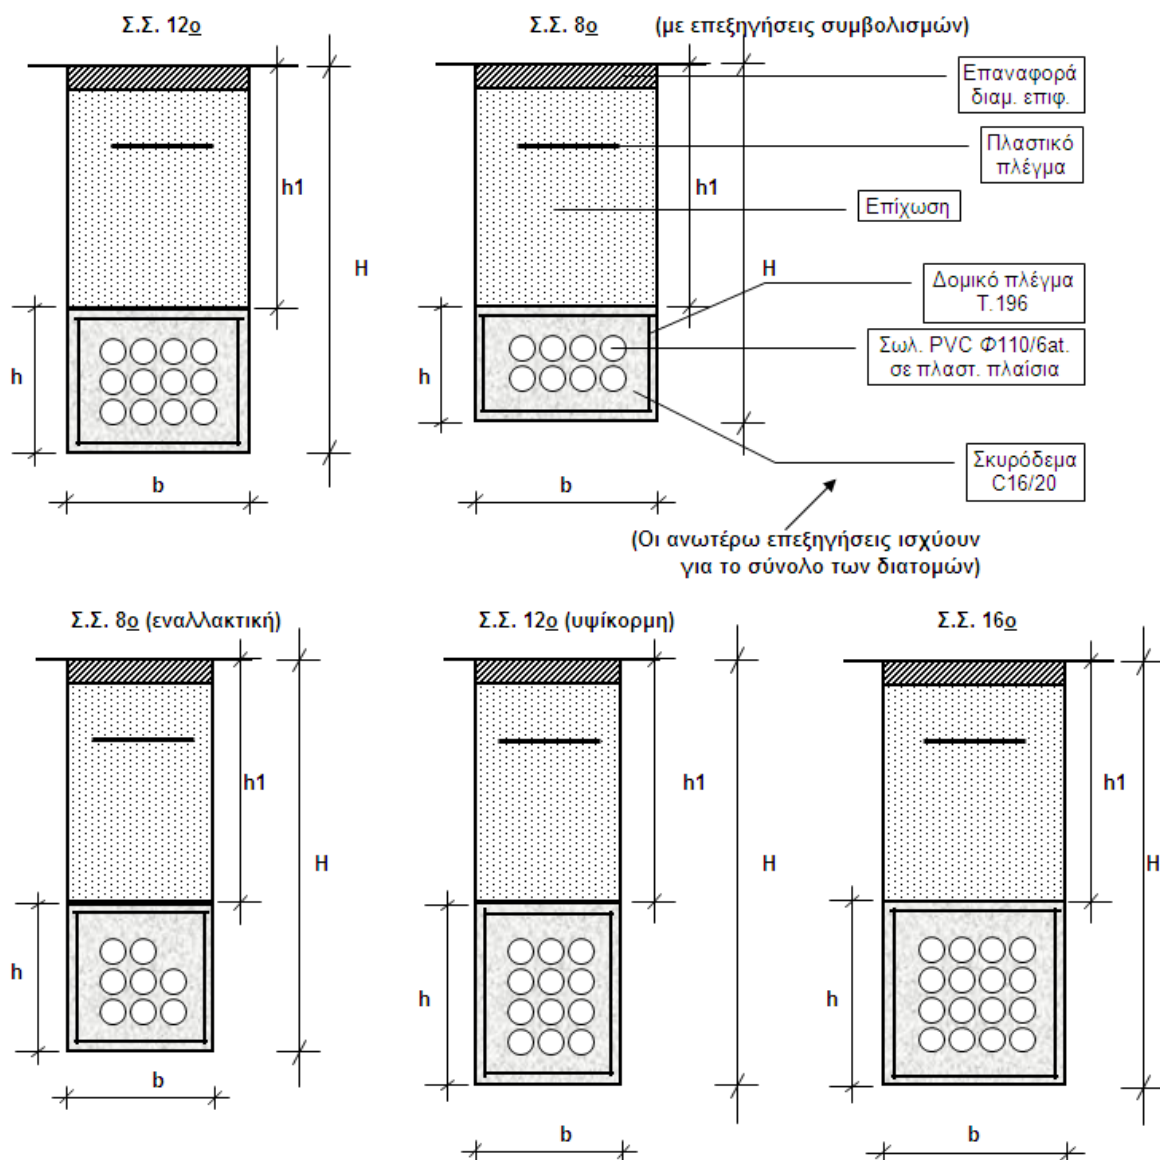 Σ.Σ. 12ο
Σ.Σ. 8ο (με επεξηγήσεις συμβολισμών)
Επαναφορά
διαμ. επιφ.
Πλαστικό
πλέγμα
h1
h1
Επίχωση
H
H
Δομικό πλέγμα
Τ.196
Σωλ. PVC Φ110/6at.
σε πλαστ. πλαίσια
h
h
Σκυρόδεμα
C16/20
b
b
(Οι ανωτέρω επεξηγήσεις ισχύουν
για το σύνολο των διατομών)
Σ.Σ. 8ο (εναλλακτική)
Σ.Σ. 12ο (υψίκορμη)
Σ.Σ. 16ο
h1
h1
h1
H
H
H
h
h
h
b
b
b